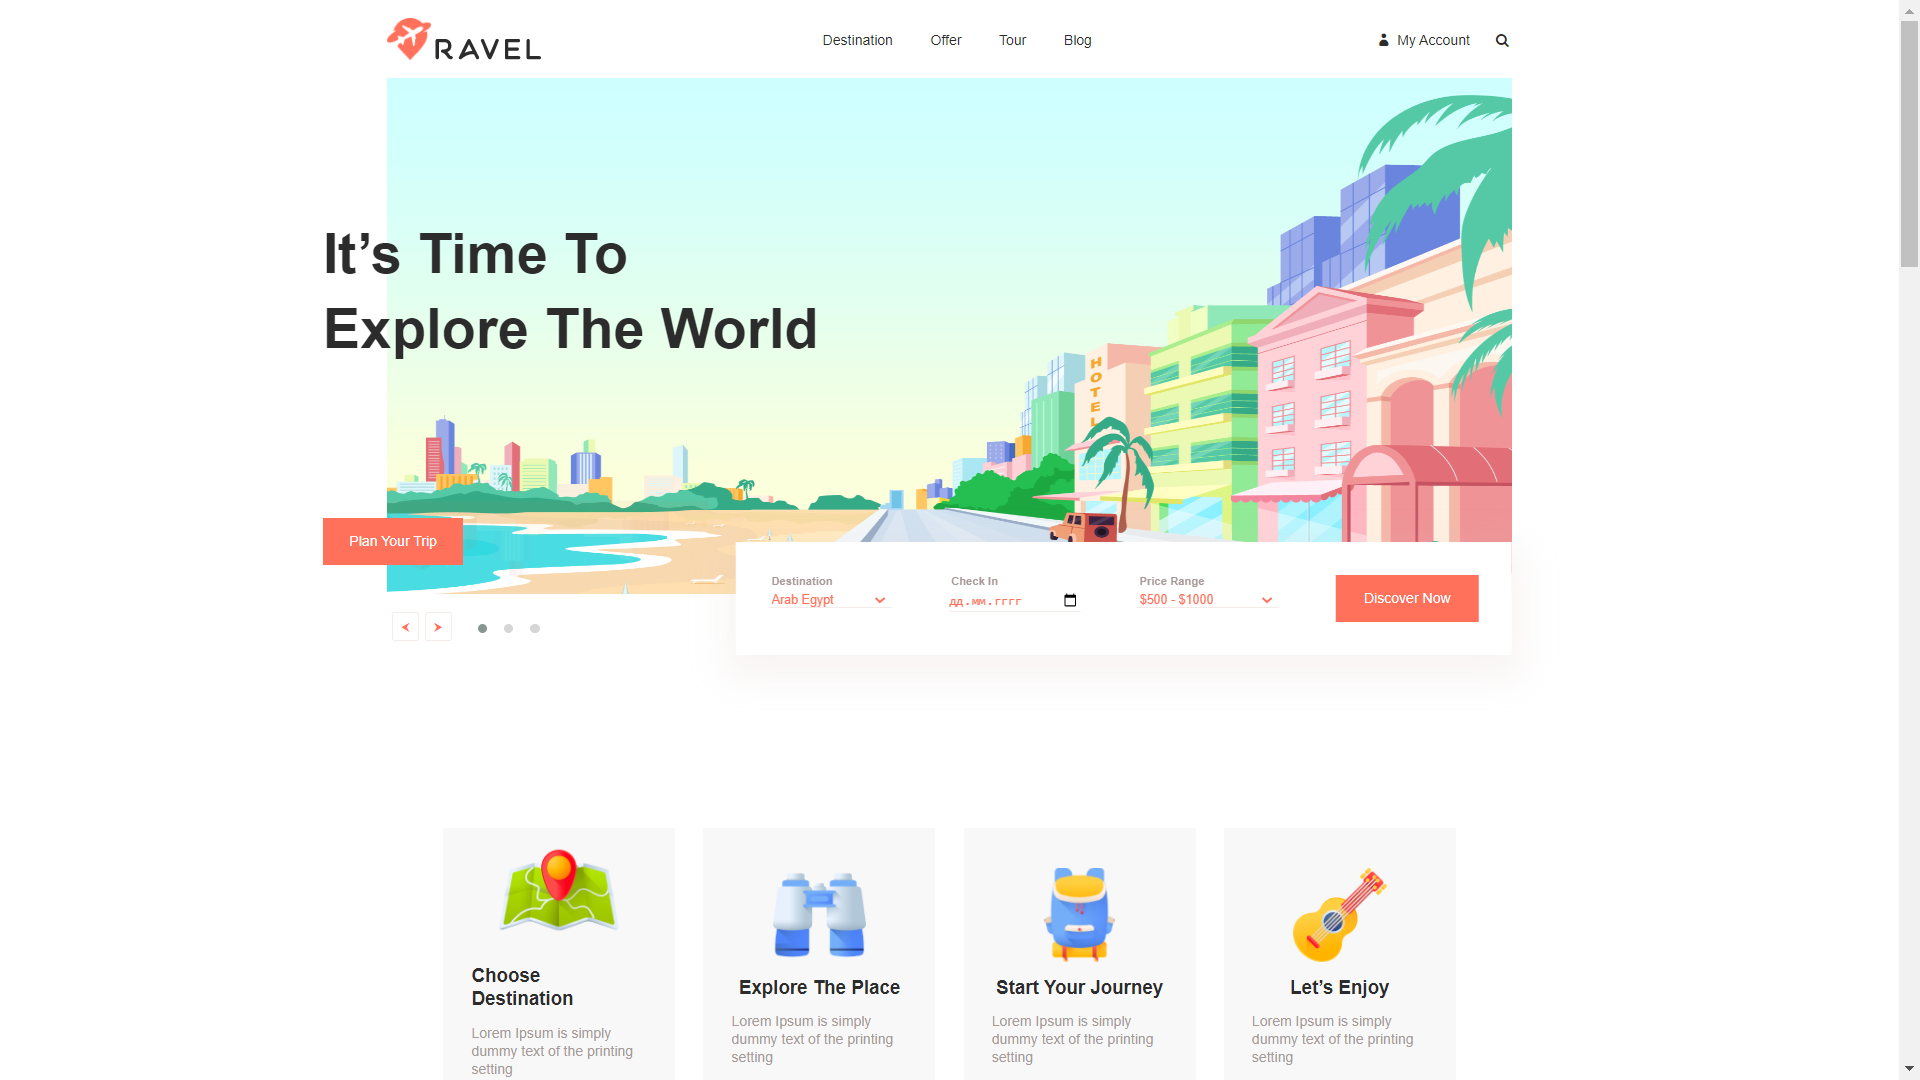 RAVEL
Destination
Offer
Tour
Blog
My Account
It’s Time To
Explore The World
HOTEL
Plan Your Trip
Destination
Arab Egypt
Check In
дд.мм.гггг
Price Range
$500 - $1000
Discover Now
Choose
Destination
Lorem Ipsum is simply
dummy text of the printing
setting
Explore The Place
Lorem Ipsum is simply
dummy text of the printing
setting
Start Your Journey
Lorem Ipsum is simply
dummy text of the printing
setting
Let’s Enjoy
Lorem Ipsum is simply
dummy text of the printing
setting